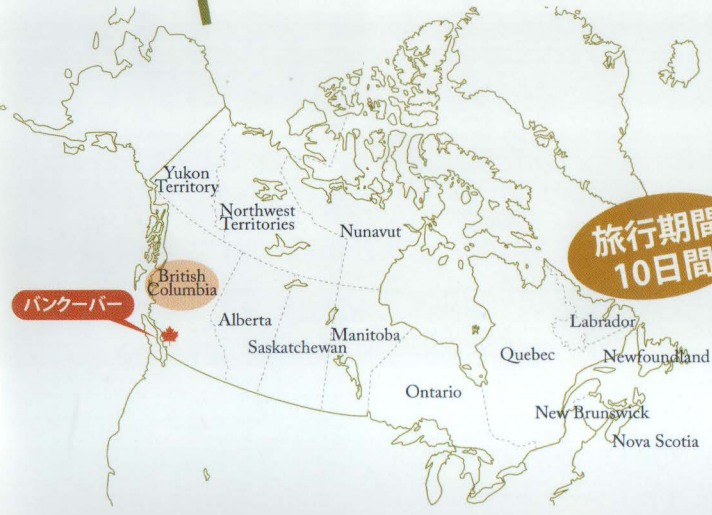 Yukon
Territory
Northwest
Territories
Nunavut
旅行期間
10日間
British
Columbia
バンクーバー
Alberta
Saskatchewan
Manitoba
Labrador
Quebec
Newfoundland
Ontario
New Brunswick
Nova Scotia